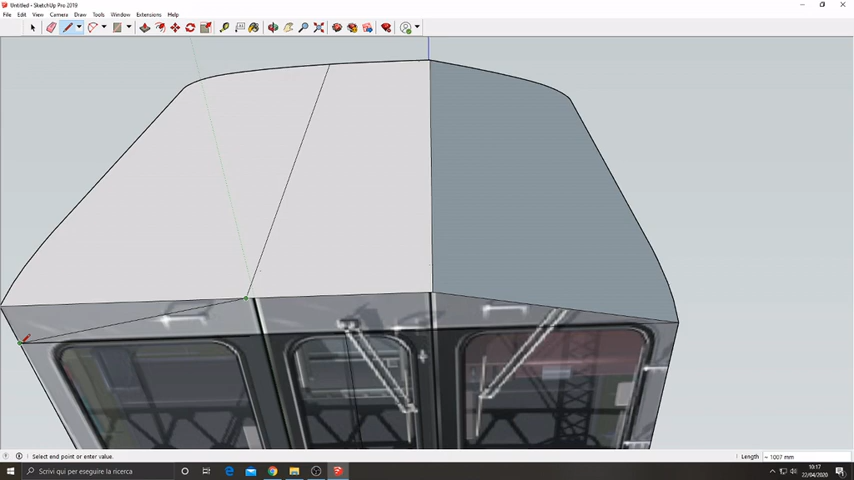 Untitled - SketchUp Pro 2019
File Edit View Camera Draw Tools Window Extensions Help
Select end point or enter value.
Length ~ 1007 mm
Scrivi qui per eseguire la ricerca
10:17
22/04/2020